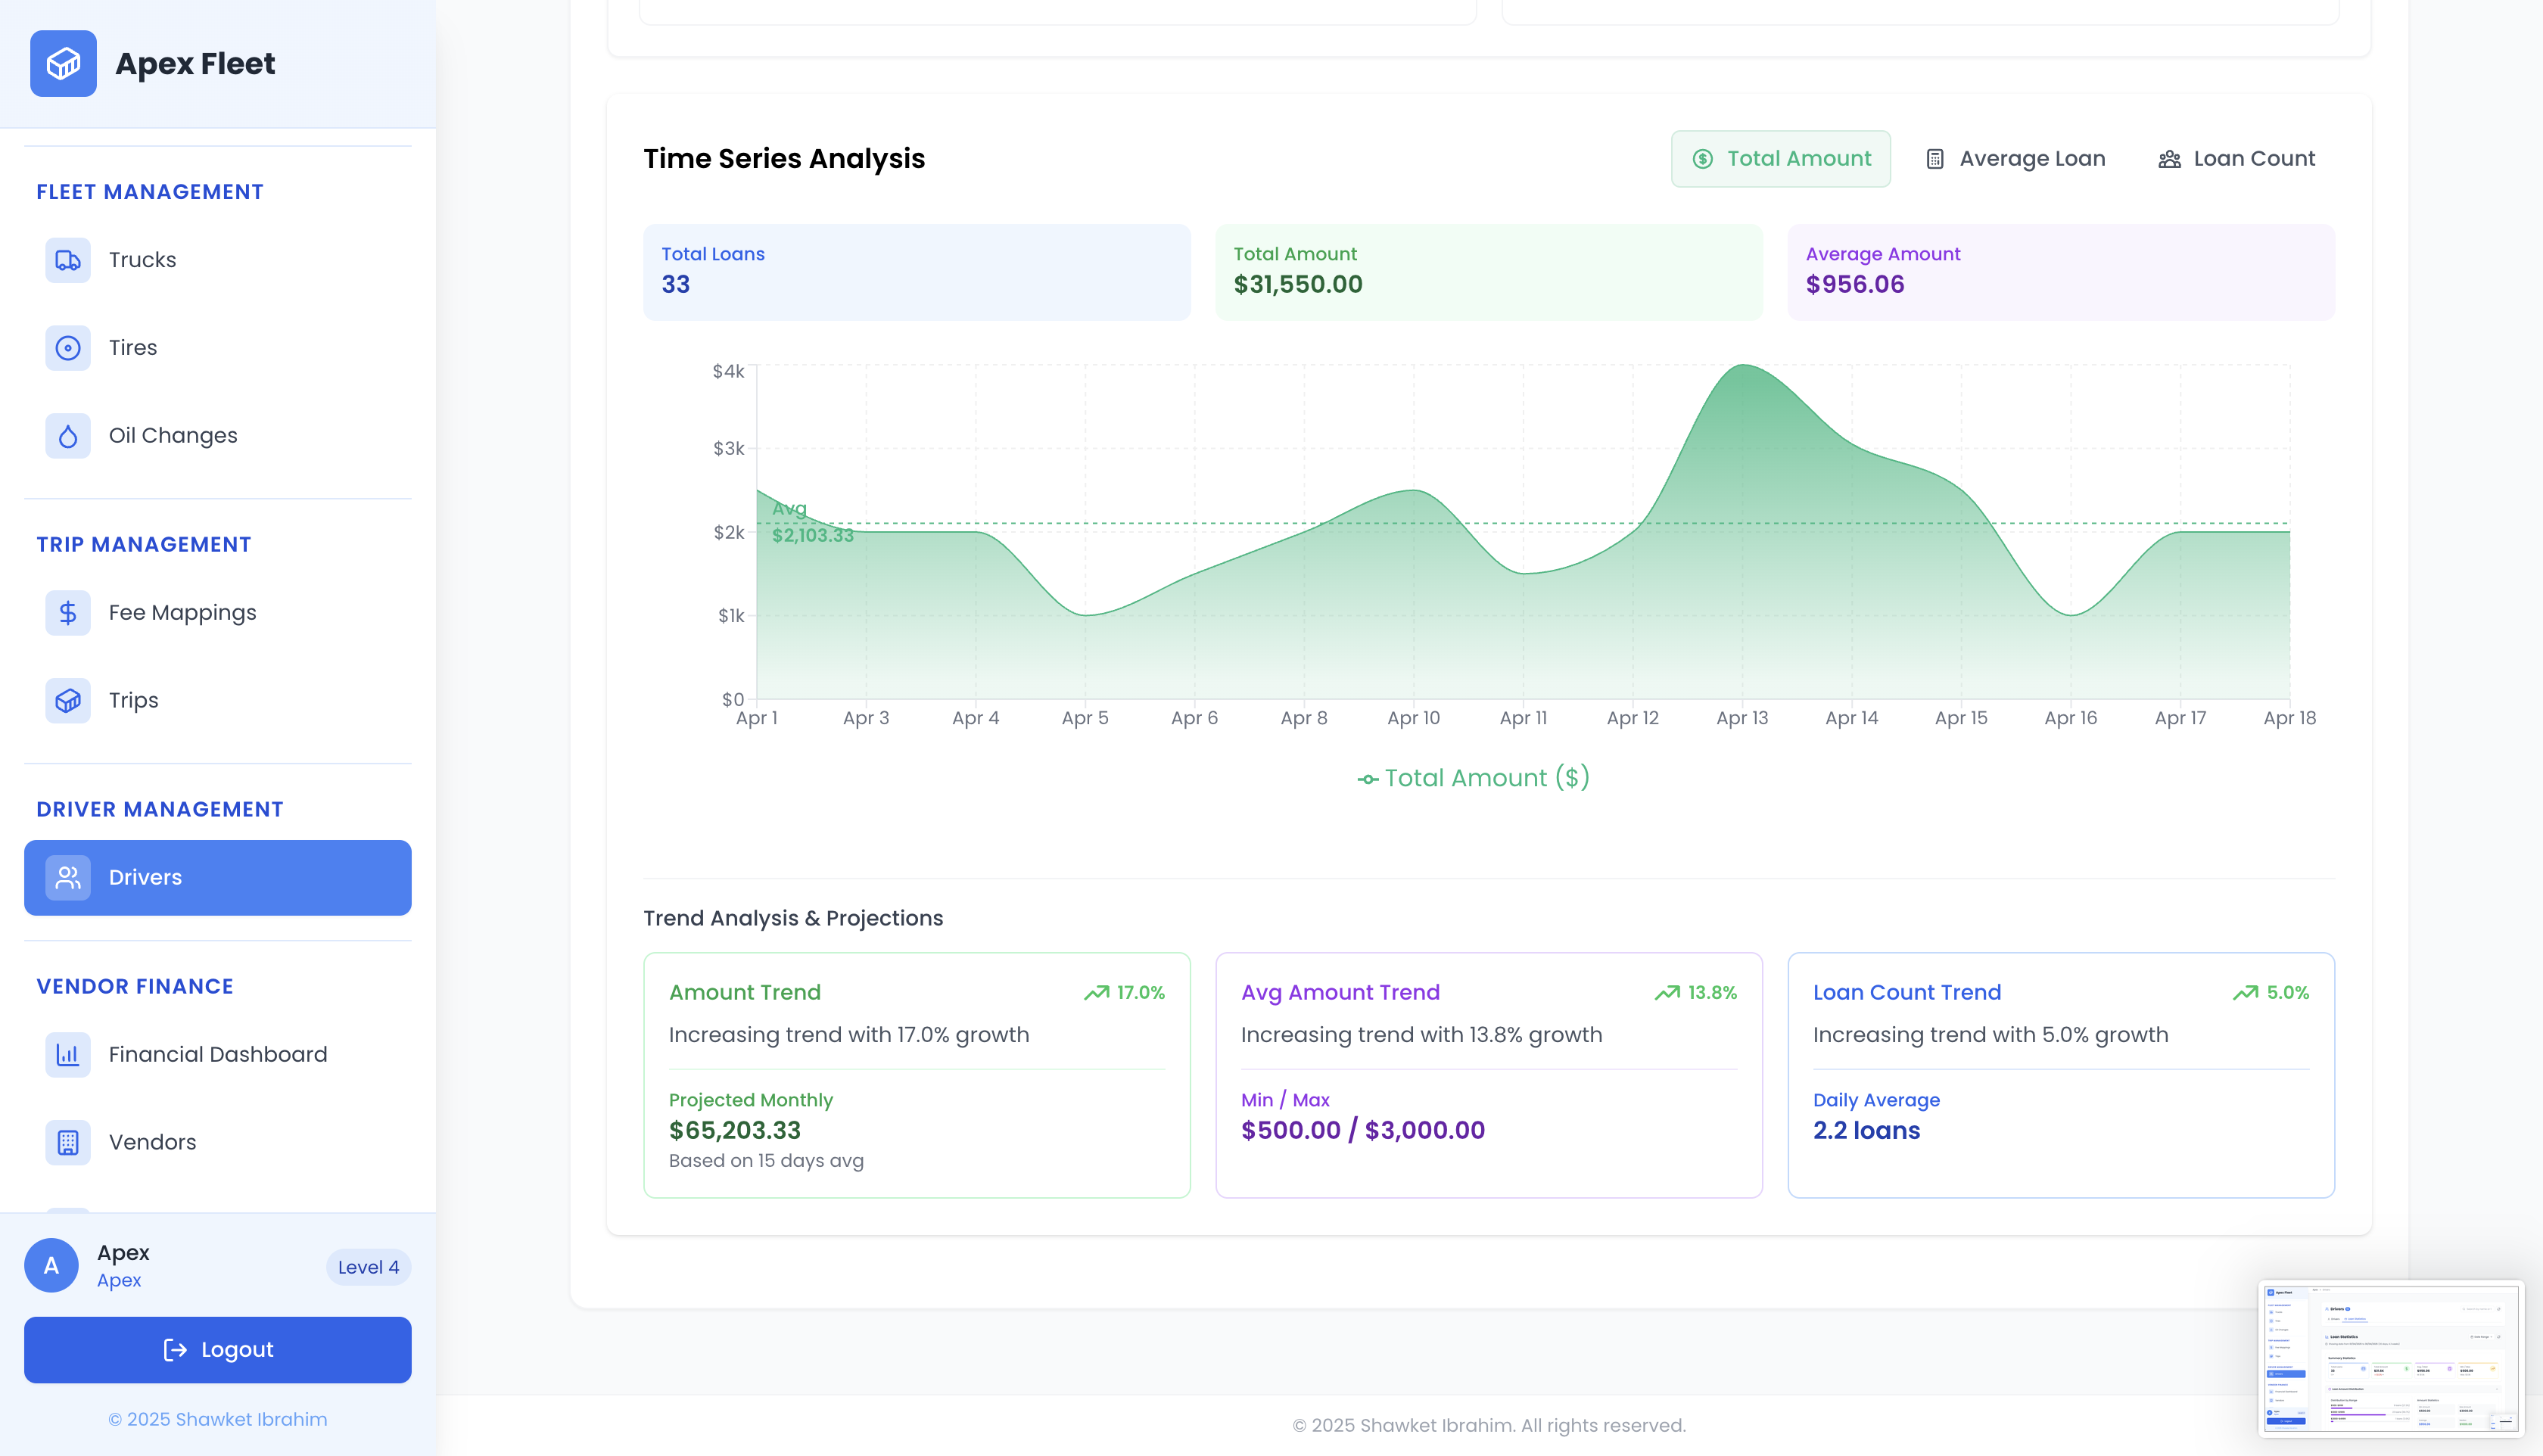 Apex Fleet
FLEET MANAGEMENT
Trucks
Tires
Oil Changes
TRIP MANAGEMENT
Fee Mappings
Trips
DRIVER MANAGEMENT
Drivers
VENDOR FINANCE
Financial Dashboard
Vendors
A
Apex
Apex
Level 4
Logout
© 2025 Shawket Ibrahim
Time Series Analysis
Total Amount
Average Loan
Loan Count
Total Loans
33
Total Amount
$31,550.00
Average Amount
$956.06
$4k
$3k
$2k
$1k
$0
Avg
$2,103.33
Apr 1 Apr 3 Apr 4 Apr 5 Apr 6 Apr 8 Apr 10 Apr 11 Apr 12 Apr 13 Apr 14 Apr 15 Apr 16 Apr 17 Apr 18
Total Amount ($)
Trend Analysis & Projections
Amount Trend 17.0%
Increasing trend with 17.0% growth
Projected Monthly
$65,203.33
Based on 15 days avg
Avg Amount Trend 13.8%
Increasing trend with 13.8% growth
Min / Max
$500.00 / $3,000.00
Loan Count Trend 5.0%
Increasing trend with 5.0% growth
Daily Average
2.2 loans
© 2025 Shawket Ibrahim. All rights reserved.